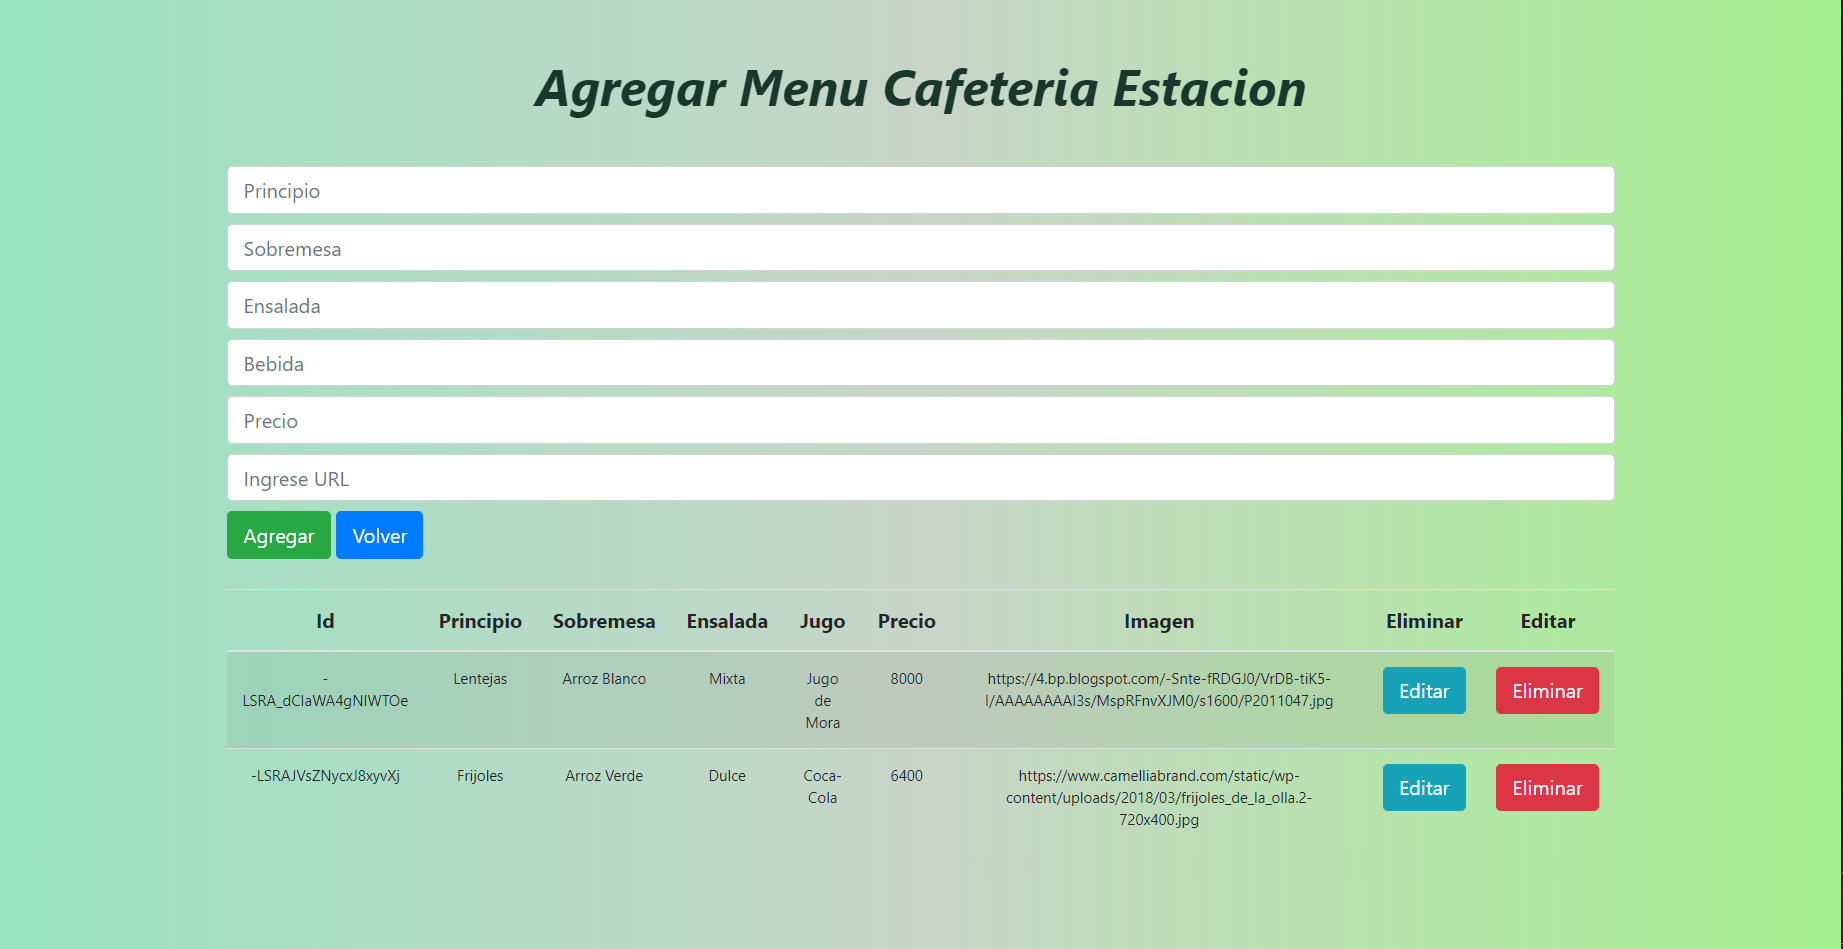 Agregar Menu Cafeteria Estacion
Principio
Sobremesa
Ensalada
Bebida
Precio
Ingrese URL
Agregar Volver
Id Principio Sobremesa Ensalada Jugo Precio Imagen Eliminar Editar
- Lentejas Arroz Blanco Mixta Jugo 8000 https://4.bp.blogspot.com/-Snte-fRDGJ0/VrDB-tiK5- Editar Eliminar
LSRA_dClaWA4gNIWTOe de I/AAAAAAAAI3s/MspRFnvXJM0/s1600/P2011047.jpg
Mora
-LSRAJVsZNycxJ8xyvXj Frijoles Arroz Verde Dulce Coca- 6400 https://www.camelliabrand.com/static/wp- Editar Eliminar
Cola content/uploads/2018/03/frijoles_de_la_olla.2-
720x400.jpg